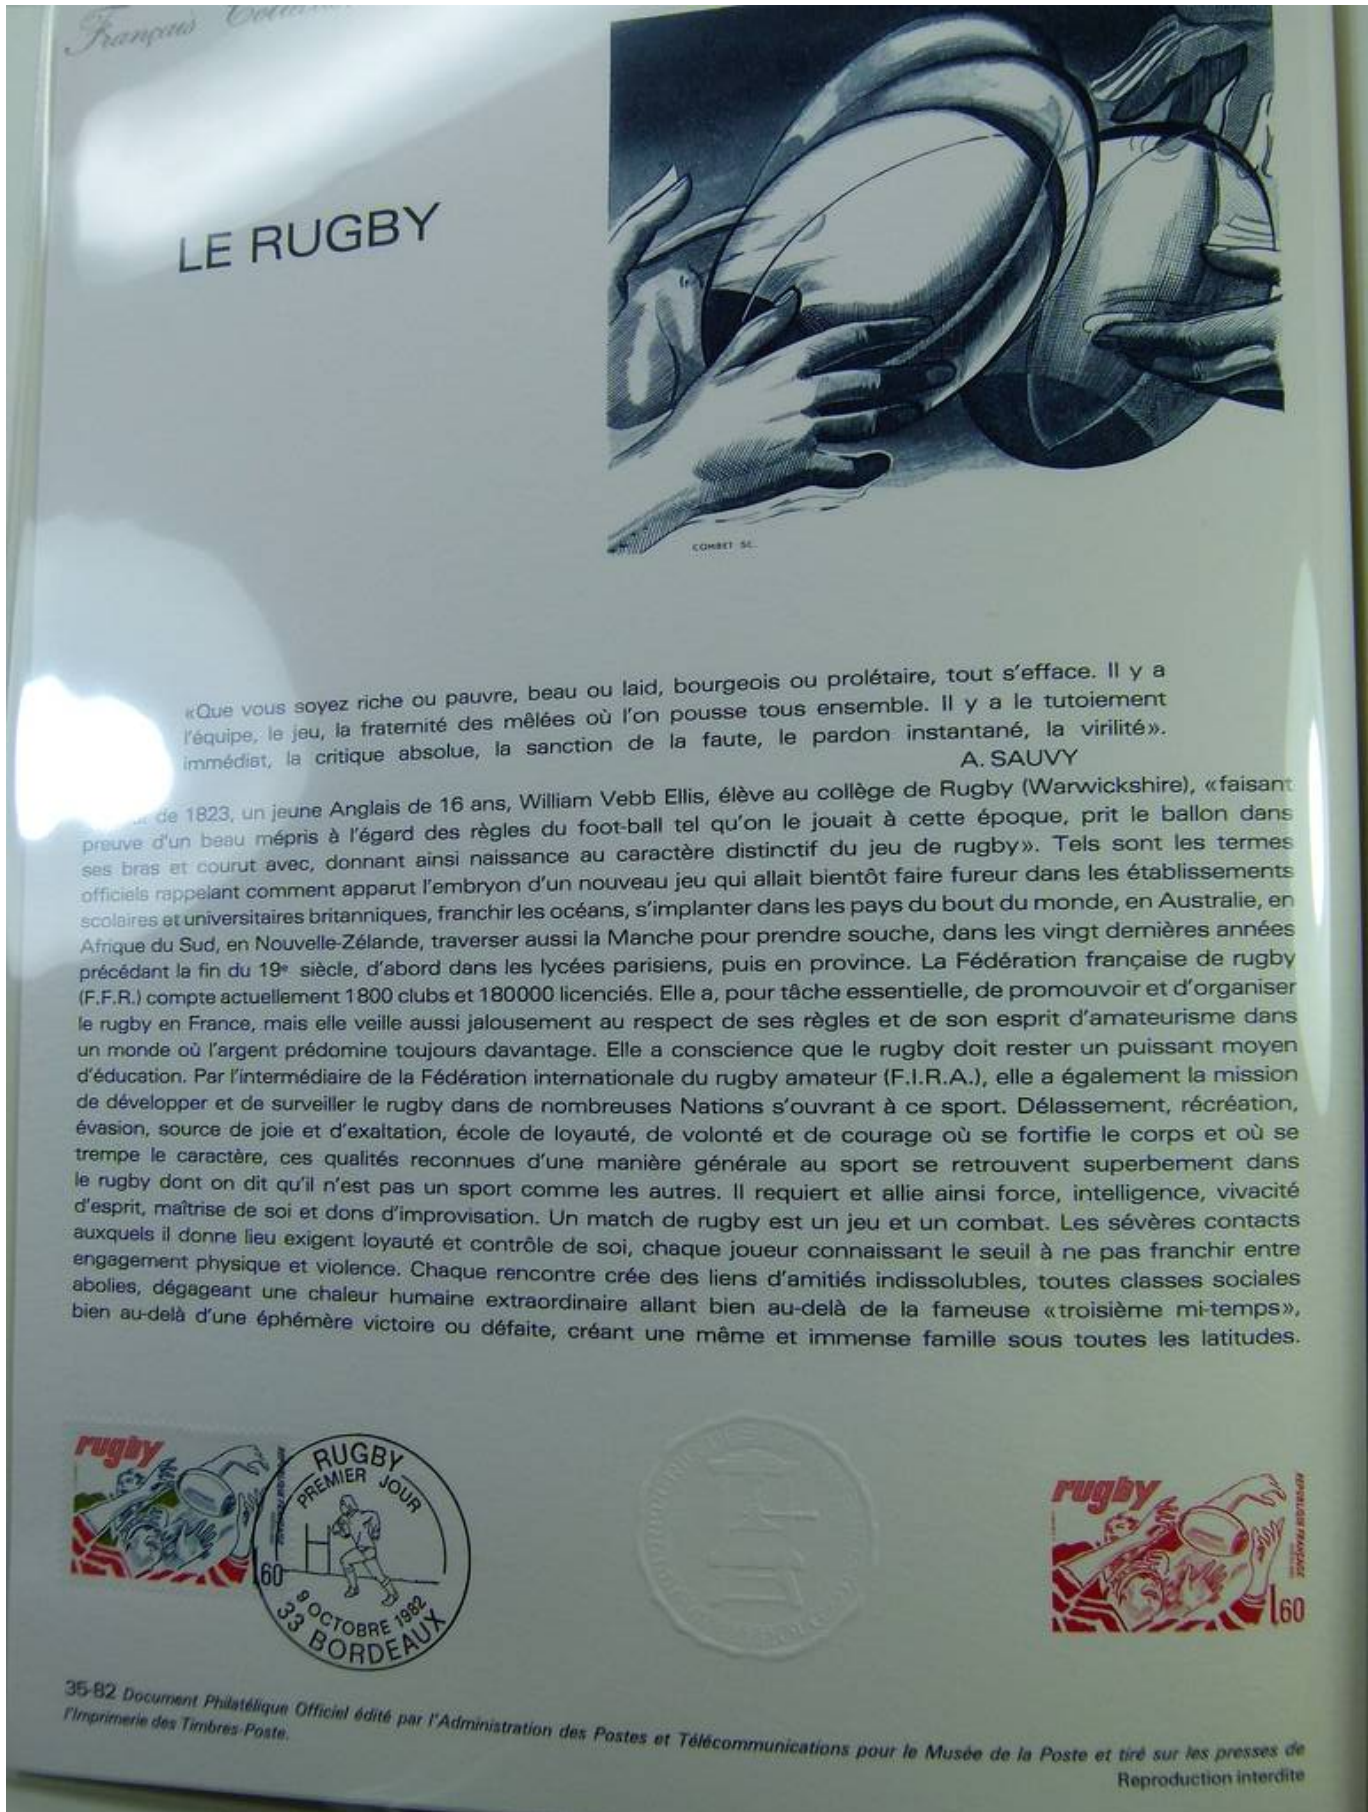 Français
LE RUGBY
COMBET SC.
«Que vous soyez riche ou pauvre, beau ou laid, bourgeois ou prolétaire, tout s'efface. Il y a
l'équipe, le jeu, la fraternité des mêlées où l'on pousse tous ensemble. Il y a le tutoiement
immédiat, la critique absolue, la sanction de la faute, le pardon instantané, la virilité».
A. SAUVY
de 1823, un jeune Anglais de 16 ans, William Vebb Ellis, élève au collège de Rugby (Warwickshire), «faisant
preuve d'un beau mépris à l'égard des règles du foot-ball tel qu'on le jouait à cette époque, prit le ballon dans
ses bras et courut avec, donnant ainsi naissance au caractère distinctif du jeu de rugby». Tels sont les termes
officiels rappelant comment apparut l'embryon d'un nouveau jeu qui allait bientôt faire fureur dans les établissements
scolaires et universitaires britanniques, franchir les océans, s'implanter dans les pays du bout du monde, en Australie, en
Afrique du Sud, en Nouvelle-Zélande, traverser aussi la Manche pour prendre souche, dans les vingt dernières années
précédant la fin du 19e siècle, d'abord dans les lycées parisiens, puis en province. La Fédération française de rugby
(F.F.R.) compte actuellement 1800 clubs et 180000 licenciés. Elle a, pour tâche essentielle, de promouvoir et d'organiser
le rugby en France, mais elle veille aussi jalousement au respect de ses règles et de son esprit d'amateurisme dans
un monde où l'argent prédomine toujours davantage. Elle a conscience que le rugby doit rester un puissant moyen
d'éducation. Par l'intermédiaire de la Fédération internationale du rugby amateur (F.I.R.A.), elle a également la mission
de développer et de surveiller le rugby dans de nombreuses Nations s'ouvrant à ce sport. Délassement, récréation,
évasion, source de joie et d'exaltation, école de loyauté, de volonté et de courage où se fortifie le corps et où se
trempe le caractère, ces qualités reconnues d'une manière générale au sport se retrouvent superbement dans
le rugby dont on dit qu'il n'est pas un sport comme les autres. Il requiert et allie ainsi force, intelligence, vivacité
d'esprit, maîtrise de soi et dons d'improvisation. Un match de rugby est un jeu et un combat. Les sévères contacts
auxquels il donne lieu exigent loyauté et contrôle de soi, chaque joueur connaissant le seuil à ne pas franchir entre
engagement physique et violence. Chaque rencontre crée des liens d'amitiés indissolubles, toutes classes sociales
abolies, dégageant une chaleur humaine extraordinaire allant bien au-delà de la fameuse «troisième mi-temps»,
bien au-delà d'une éphémère victoire ou défaite, créant une même et immense famille sous toutes les latitudes.
rugby
1,60
RUGBY
PREMIER JOUR
9 OCTOBRE 1982
33 BORDEAUX
rugby
REPUBLIQUE FRANÇAISE
1,60
35-82 Document Philatélique Officiel édité par l'Administration des Postes et Télécommunications pour le Musée de la Poste et tiré sur les presses de
l'Imprimerie des Timbres-Poste.
Reproduction interdite